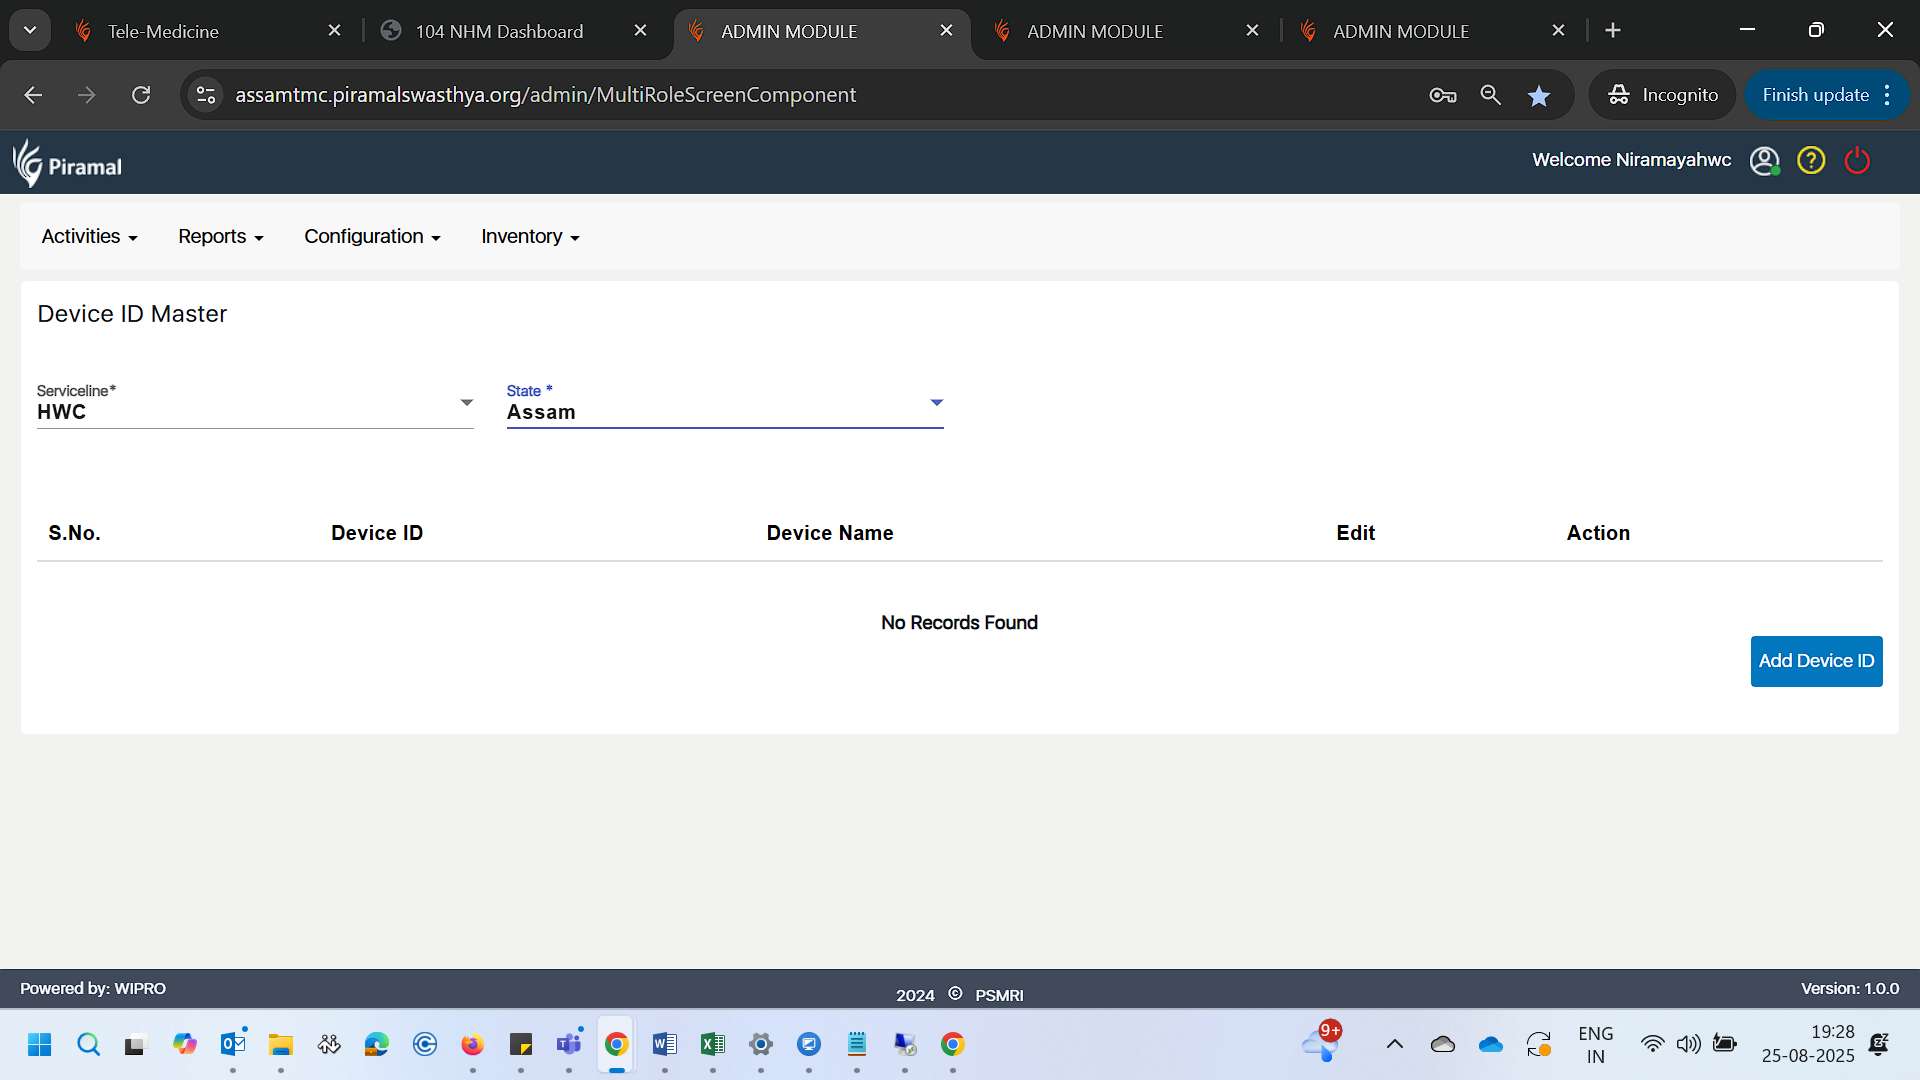 Tele-Medicine
104 NHM Dashboard
ADMIN MODULE
ADMIN MODULE
ADMIN MODULE
assamtmc.piramalswasthya.org/admin/MultiRoleScreenComponent
Incognito
Finish update
Piramal
Welcome Niramayahwc
Activities
Reports
Configuration
Inventory
Device ID Master
Serviceline*
HWC
State *
Assam
S.No. Device ID Device Name Edit Action
No Records Found
Add Device ID
Powered by: WIPRO
2024 © PSMRI
Version: 1.0.0
9+
ENG
IN
19:28
25-08-2025